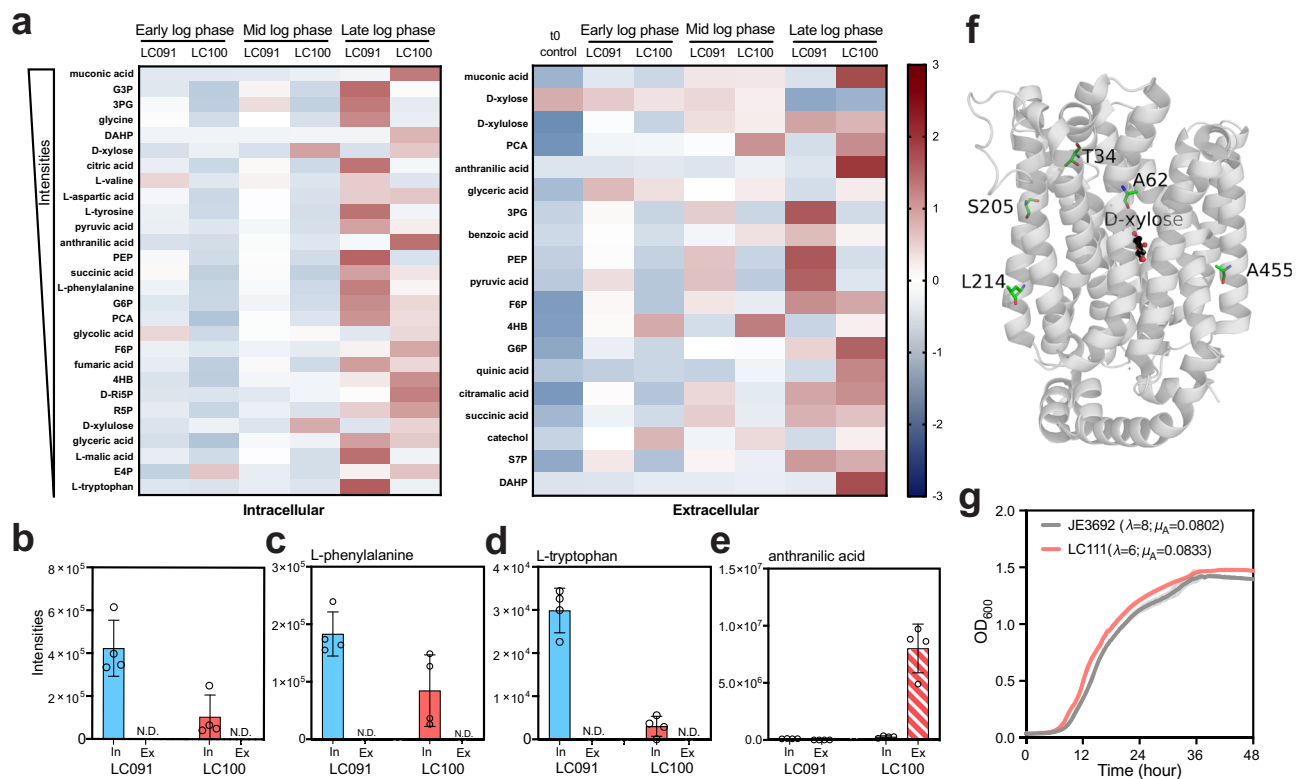 a
Early log phase Mid log phase Late log phase
LC091 LC100 LC091 LC100 LC091 LC100
Intensities
muconic acid
G3P
3PG
glycine
DAHP
D-xylose
citric acid
L-valine
L-aspartic acid
L-tyrosine
pyruvic acid
anthranilic acid
PEP
succinic acid
L-phenylalanine
G6P
PCA
glycolic acid
F6P
fumaric acid
4HB
D-Ri5P
R5P
D-xylulose
glyceric acid
L-malic acid
E4P
L-tryptophan
Intracellular
t0
control
Early log phase Mid log phase Late log phase
LC091 LC100 LC091 LC100 LC091 LC100
muconic acid
D-xylose
D-xylulose
PCA
anthranilic acid
glyceric acid
3PG
benzoic acid
PEP
pyruvic acid
F6P
4HB
G6P
quinic acid
citramalic acid
succinic acid
catechol
S7P
DAHP
Extracellular
3
2
1
0
-1
-2
-3
f
T34
A62
S205
D-xylose
L214
A455
b
Intensities
8×10⁵
6×10⁵
4×10⁵
2×10⁵
0
N.D. N.D.
In Ex In Ex
LC091 LC100
c
L-phenylalanine
3×10⁵
2×10⁵
1×10⁵
0
N.D. N.D.
In Ex In Ex
LC091 LC100
d
L-tryptophan
4×10⁴
3×10⁴
2×10⁴
1×10⁴
0
N.D. N.D.
In Ex In Ex
LC091 LC100
e
anthranilic acid
1.5×10⁷
1.0×10⁷
5.0×10⁶
0
In Ex In Ex
LC091 LC100
g
JE3692 (λ=8; μA=0.0802)
LC111(λ=6; μA=0.0833)
OD600
2.0
1.5
1.0
0.5
0.0
0 12 24 36 48
Time (hour)